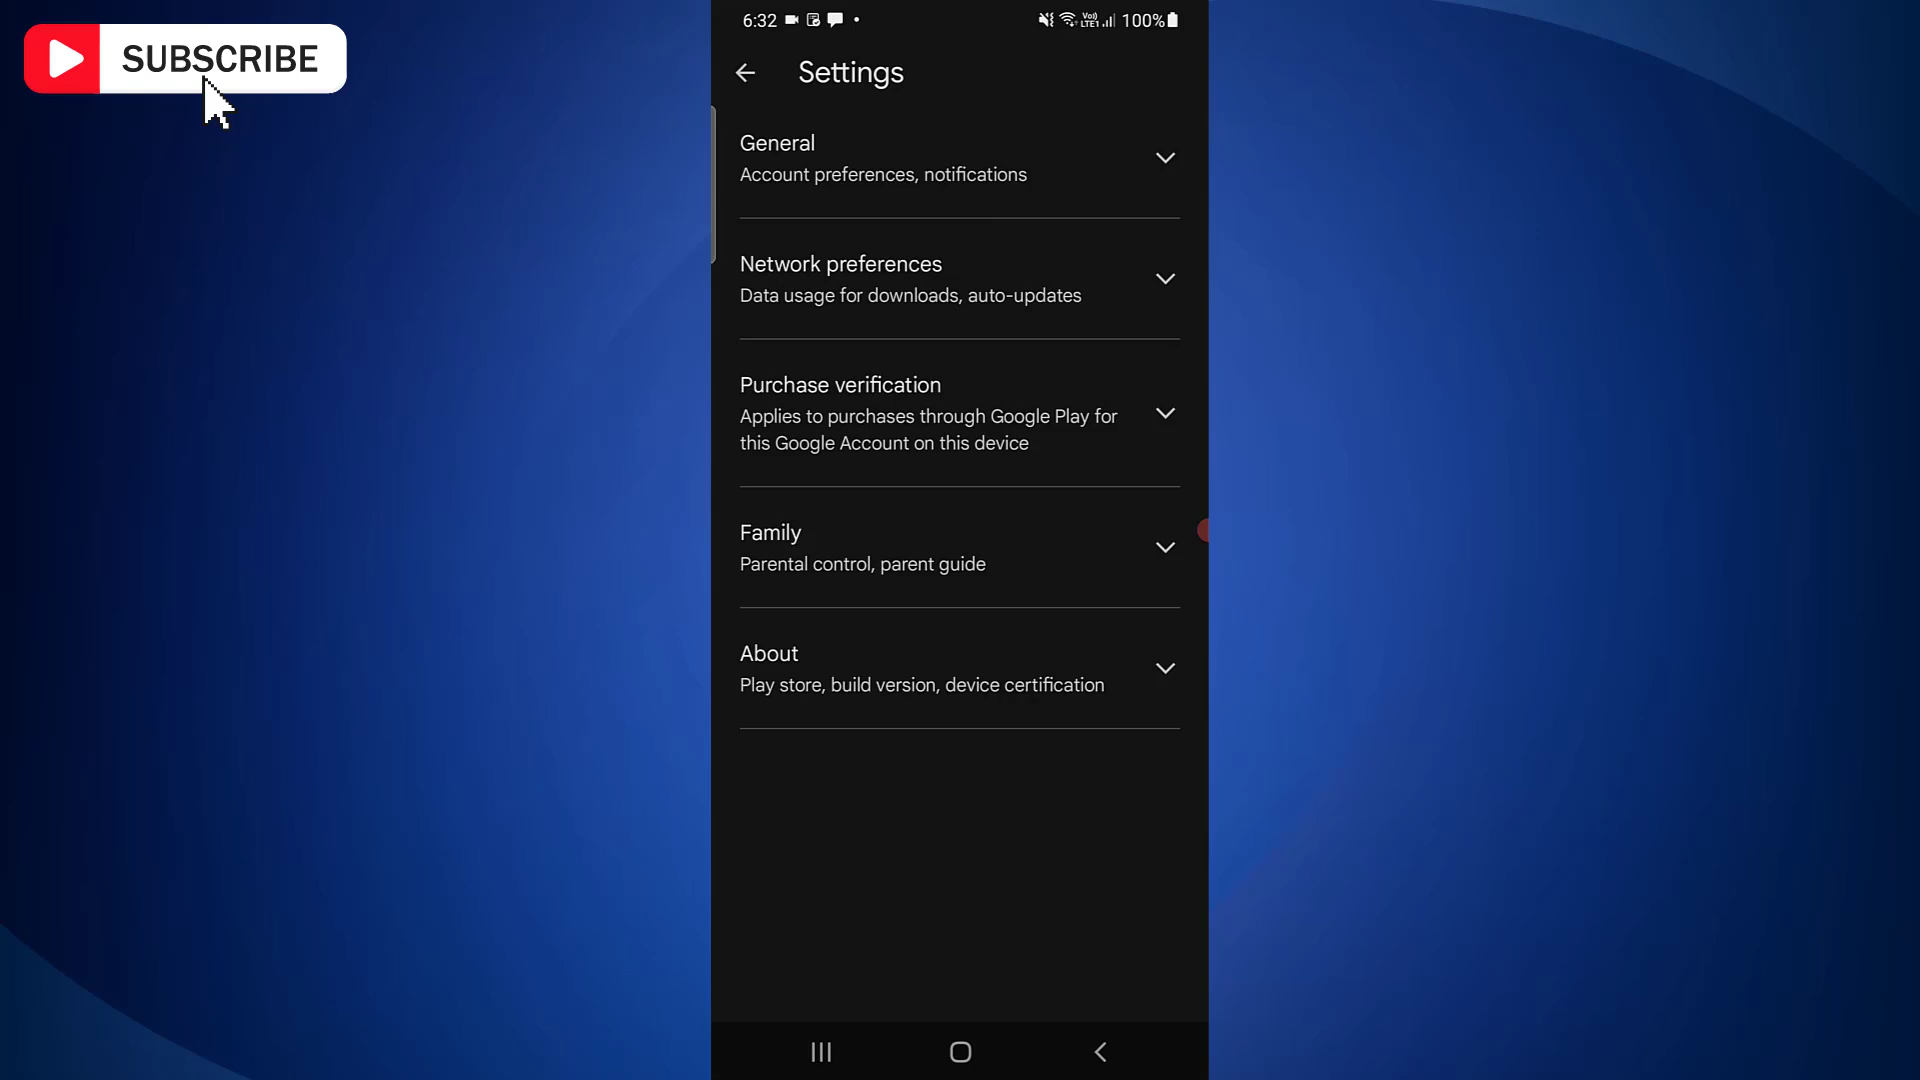 SUBSCRIBE
6:32
Vo)) LTE1 100%
Settings
General
Account preferences, notifications
Network preferences
Data usage for downloads, auto-updates
Purchase verification
Applies to purchases through Google Play for
this Google Account on this device
Family
Parental control, parent guide
About
Play store, build version, device certification